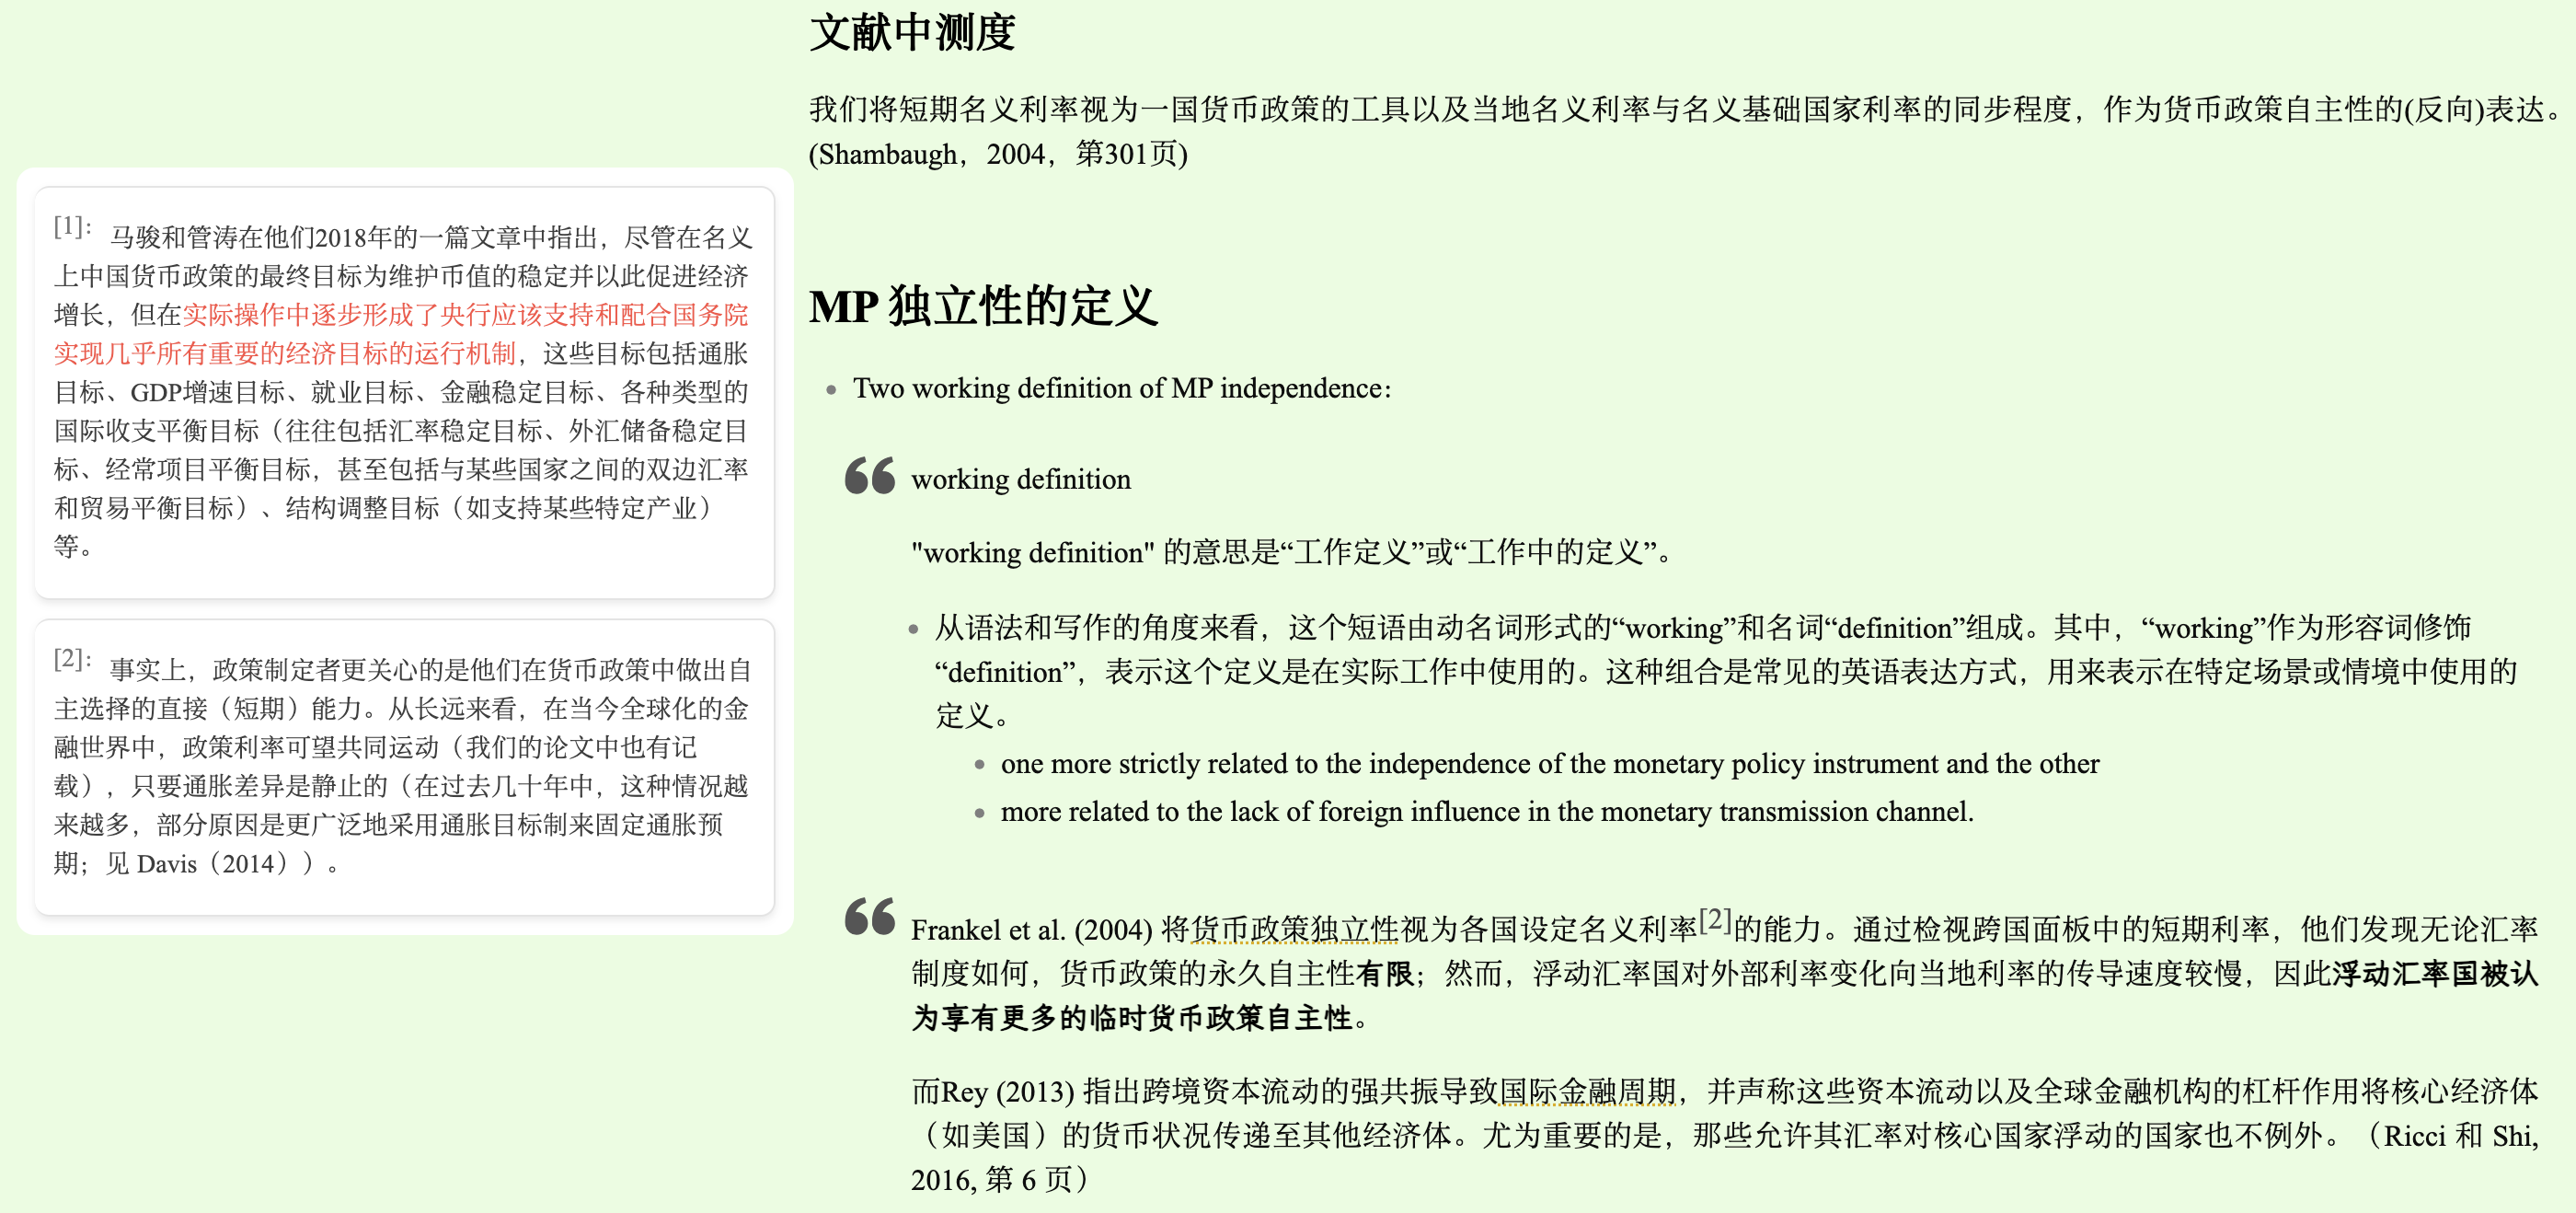 文献中测度
我们将短期名义利率视为一国货币政策的工具以及当地名义利率与名义基础国家利率的同步程度，作为货币政策自主性的(反向)表达。
(Shambaugh，2004，第301页)
[1]： 马骏和管涛在他们2018年的一篇文章中指出，尽管在名义
上中国货币政策的最终目标为维护币值的稳定并以此促进经济
增长，但在实际操作中逐步形成了央行应该支持和配合国务院
实现几乎所有重要的经济目标的运行机制，这些目标包括通胀
目标、GDP增速目标、就业目标、金融稳定目标、各种类型的
国际收支平衡目标（往往包括汇率稳定目标、外汇储备稳定目
标、经常项目平衡目标，甚至包括与某些国家之间的双边汇率
和贸易平衡目标）、结构调整目标（如支持某些特定产业）
等。
[2]： 事实上，政策制定者更关心的是他们在货币政策中做出自
主选择的直接（短期）能力。从长远来看，在当今全球化的金
融世界中，政策利率可望共同运动（我们的论文中也有记
载），只要通胀差异是静止的（在过去几十年中，这种情况越
来越多，部分原因是更广泛地采用通胀目标制来固定通胀预
期；见 Davis（2014））。
MP 独立性的定义
Two working definition of MP independence：
working definition
"working definition" 的意思是“工作定义”或“工作中的定义”。
从语法和写作的角度来看，这个短语由动名词形式的“working”和名词“definition”组成。其中，“working”作为形容词修饰
“definition”，表示这个定义是在实际工作中使用的。这种组合是常见的英语表达方式，用来表示在特定场景或情境中使用的
定义。
one more strictly related to the independence of the monetary policy instrument and the other
more related to the lack of foreign influence in the monetary transmission channel.
Frankel et al. (2004) 将货币政策独立性视为各国设定名义利率[2]的能力。通过检视跨国面板中的短期利率，他们发现无论汇率
制度如何，货币政策的永久自主性有限；然而，浮动汇率国对外部利率变化向当地利率的传导速度较慢，因此浮动汇率国被认
为享有更多的临时货币政策自主性。
而Rey (2013) 指出跨境资本流动的强共振导致国际金融周期，并声称这些资本流动以及全球金融机构的杠杆作用将核心经济体
（如美国）的货币状况传递至其他经济体。尤为重要的是，那些允许其汇率对核心国家浮动的国家也不例外。（Ricci 和 Shi,
2016, 第 6 页）